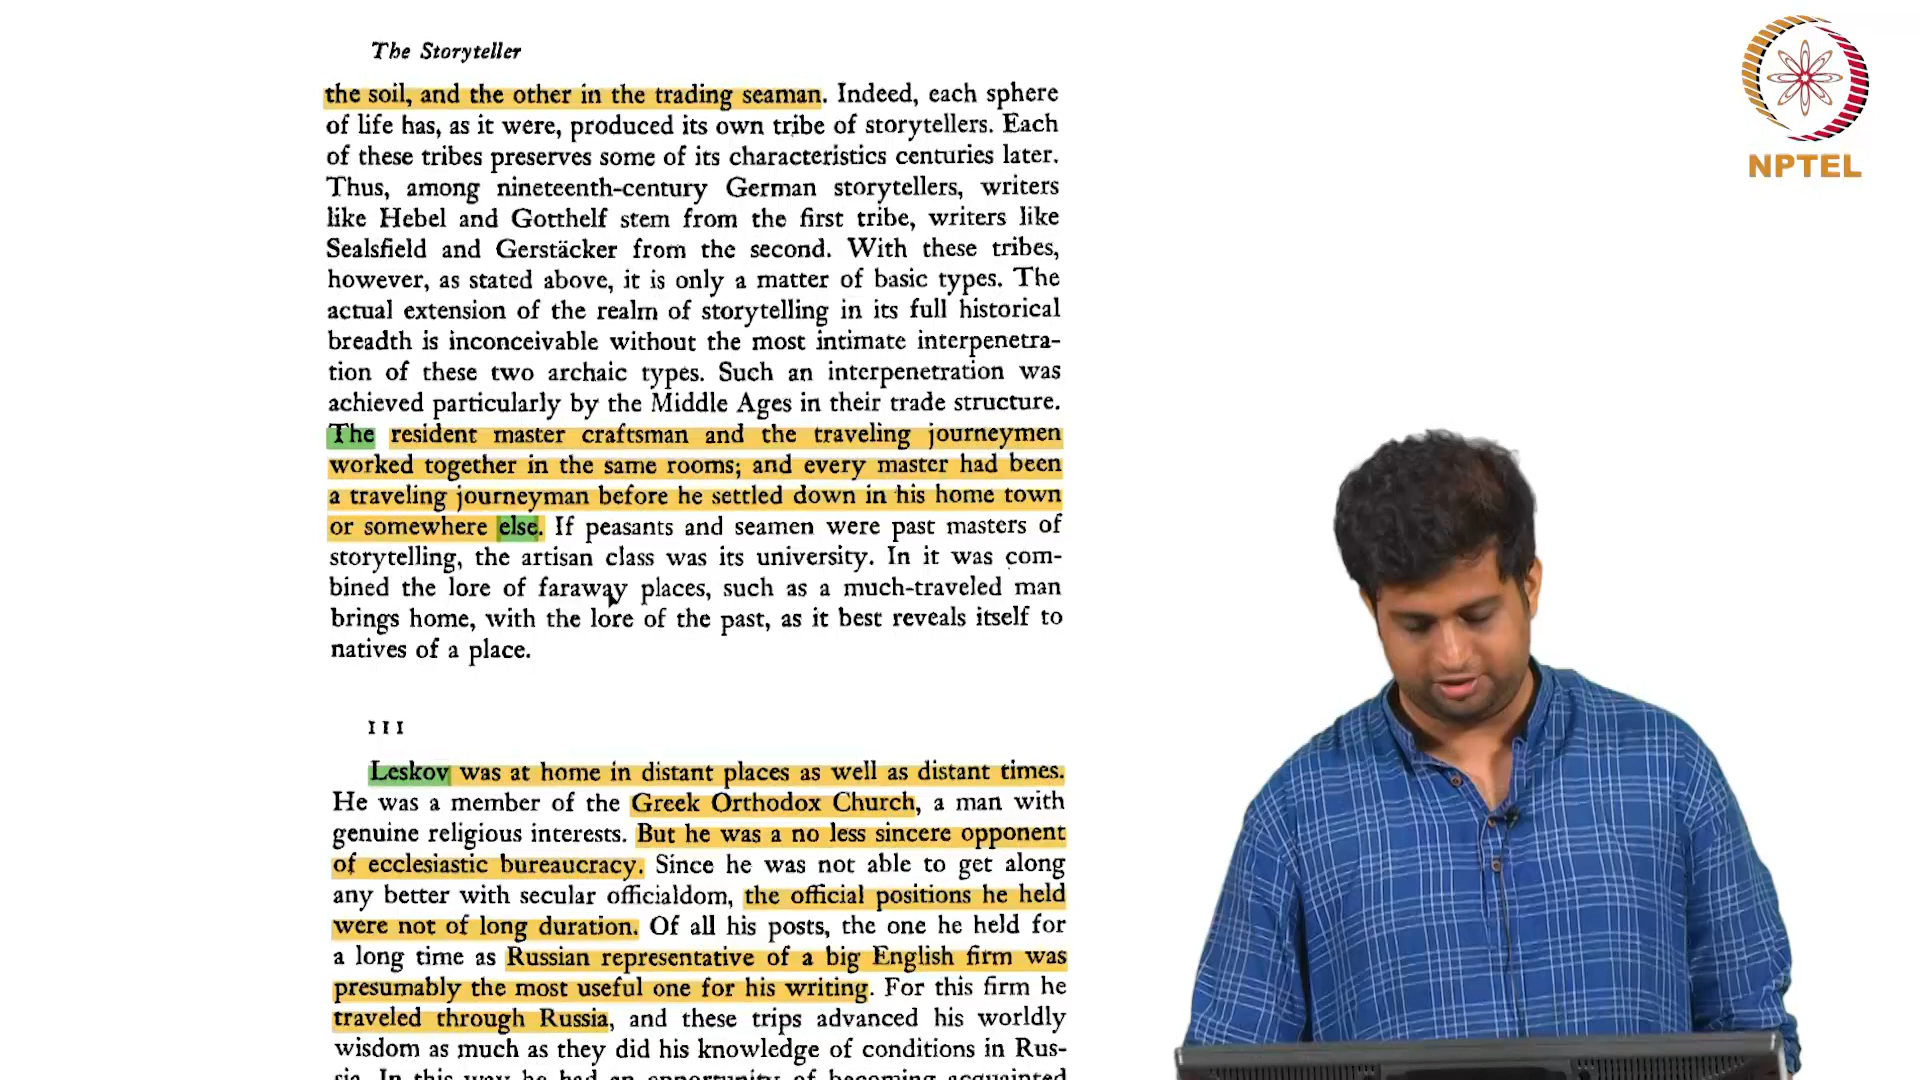 The Storyteller
the soil, and the other in the trading seaman. Indeed, each sphere
of life has, as it were, produced its own tribe of storytellers. Each
of these tribes preserves some of its characteristics centuries later.
Thus, among nineteenth-century German storytellers, writers
like Hebel and Gotthelf stem from the first tribe, writers like
Sealsfield and Gerstäcker from the second. With these tribes,
however, as stated above, it is only a matter of basic types. The
actual extension of the realm of storytelling in its full historical
breadth is inconceivable without the most intimate interpenetra-
tion of these two archaic types. Such an interpenetration was
achieved particularly by the Middle Ages in their trade structure.
The resident master craftsman and the traveling journeymen
worked together in the same rooms; and every master had been
a traveling journeyman before he settled down in his home town
or somewhere else. If peasants and seamen were past masters of
storytelling, the artisan class was its university. In it was com-
bined the lore of faraway places, such as a much-traveled man
brings home, with the lore of the past, as it best reveals itself to
natives of a place.
III
Leskov was at home in distant places as well as distant times.
He was a member of the Greek Orthodox Church, a man with
genuine religious interests. But he was a no less sincere opponent
of ecclesiastic bureaucracy. Since he was not able to get along
any better with secular officialdom, the official positions he held
were not of long duration. Of all his posts, the one he held for
a long time as Russian representative of a big English firm was
presumably the most useful one for his writing. For this firm he
traveled through Russia, and these trips advanced his worldly
wisdom as much as they did his knowledge of conditions in Rus-
sia. In this way he had an opportunity of becoming acquainted
NPTEL